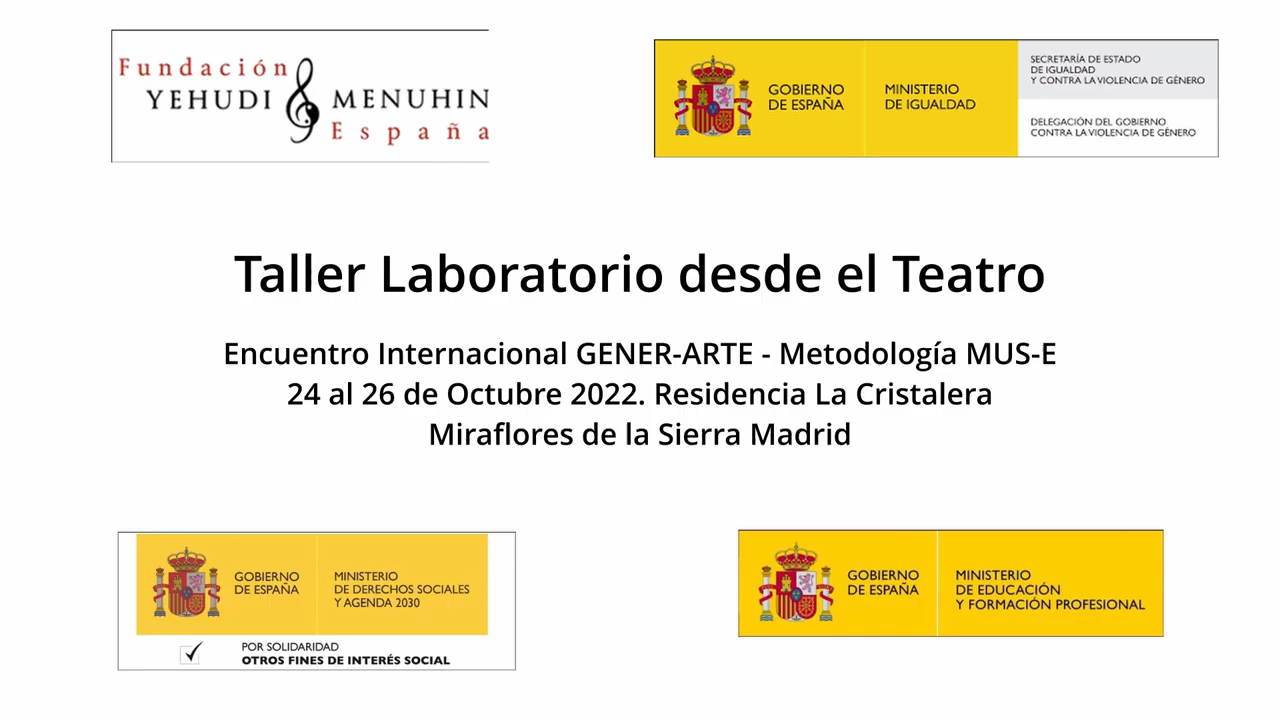 Fundación
YEHUDI MENUHIN
España
GOBIERNO
DE ESPAÑA
MINISTERIO
DE IGUALDAD
SECRETARÍA DE ESTADO
DE IGUALDAD
Y CONTRA LA VIOLENCIA DE GÉNERO
DELEGACIÓN DEL GOBIERNO
CONTRA LA VIOLENCIA DE GÉNERO
Taller Laboratorio desde el Teatro
Encuentro Internacional GENER-ARTE - Metodología MUS-E
24 al 26 de Octubre 2022. Residencia La Cristalera
Miraflores de la Sierra Madrid
GOBIERNO
DE ESPAÑA
MINISTERIO
DE DERECHOS SOCIALES
Y AGENDA 2030
POR SOLIDARIDAD
OTROS FINES DE INTERÉS SOCIAL
GOBIERNO
DE ESPAÑA
MINISTERIO
DE EDUCACIÓN
Y FORMACIÓN PROFESIONAL